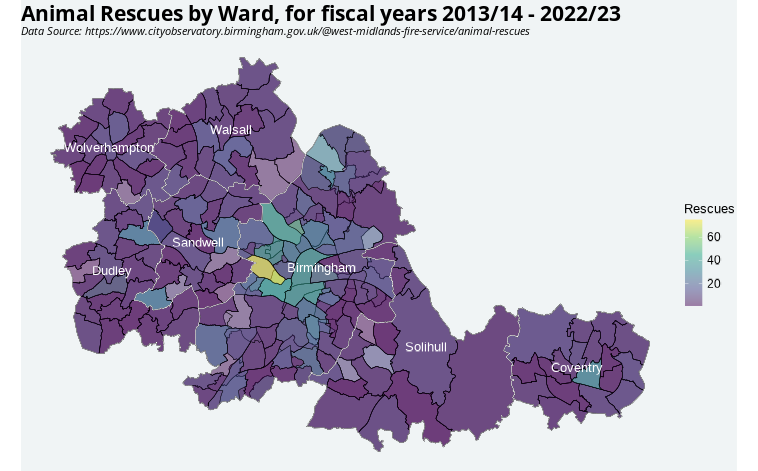 Animal Rescues by Ward, for fiscal years 2013/14 - 2022/23
Data Source: https://www.cityobservatory.birmingham.gov.uk/@west-midlands-fire-service/animal-rescues
Walsall
Wolverhampton
Rescues
60
40
20
Sandwell
Dudley
Birmingham
Solihull
Coventry